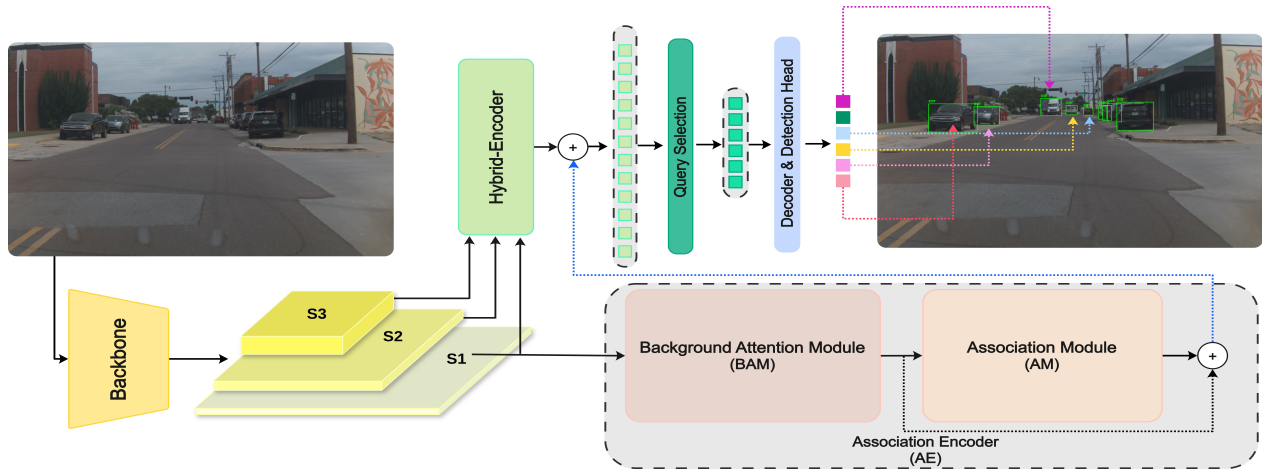 Hybrid-Encoder
+
Query Selection
Decoder & Detection Head
Backbone
S3
S2
S1
Background Attention Module
(BAM)
Association Module
(AM)
+
Association Encoder
(AE)